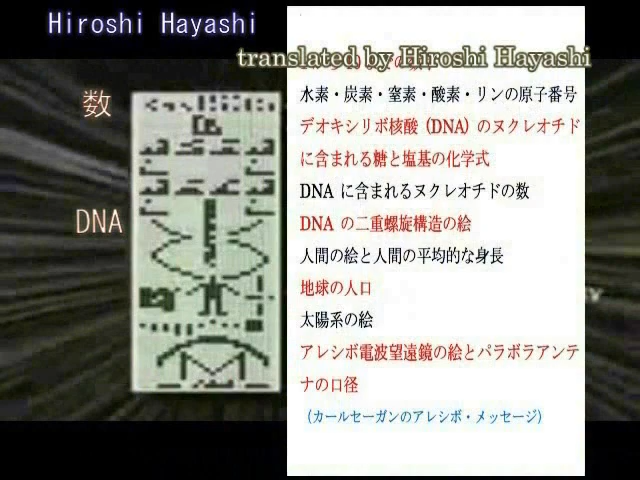 Hiroshi Hayashi
translated by Hiroshi Hayashi
数
DNA
水素・炭素・窒素・酸素・リンの原子番号
デオキシリボ核酸 (DNA) のヌクレオチド
に含まれる糖と塩基の化学式
DNA に含まれるヌクレオチドの数
DNA の二重螺旋構造の絵
人間の絵と人間の平均的な身長
地球の人口
太陽系の絵
アレシボ電波望遠鏡の絵とパラボラアンテ
ナの口径
(カールセーガンのアレシボ・メッセージ)